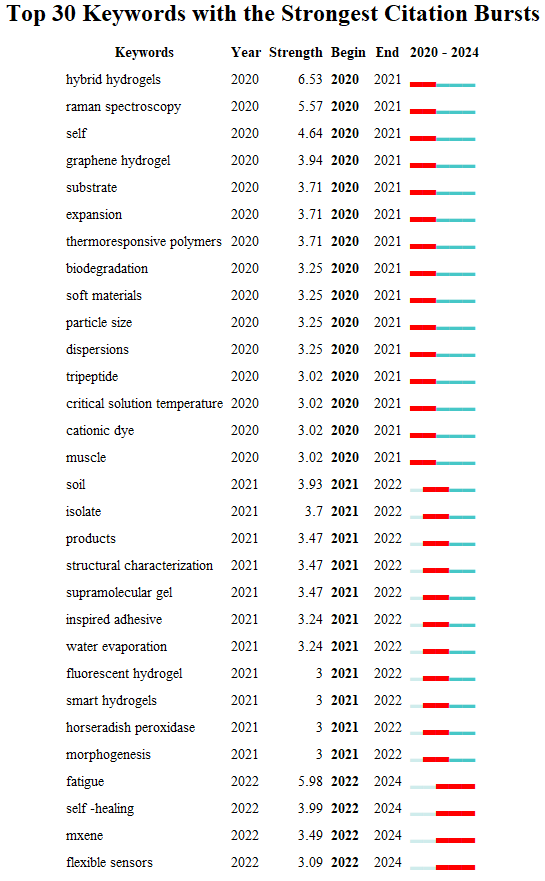 Top 30 Keywords with the Strongest Citation Bursts
Keywords Year Strength Begin End 2020 - 2024
hybrid hydrogels 2020 6.53 2020 2021
raman spectroscopy 2020 5.57 2020 2021
self 2020 4.64 2020 2021
graphene hydrogel 2020 3.94 2020 2021
substrate 2020 3.71 2020 2021
expansion 2020 3.71 2020 2021
thermoresponsive polymers 2020 3.71 2020 2021
biodegradation 2020 3.25 2020 2021
soft materials 2020 3.25 2020 2021
particle size 2020 3.25 2020 2021
dispersions 2020 3.25 2020 2021
tripeptide 2020 3.02 2020 2021
critical solution temperature 2020 3.02 2020 2021
cationic dye 2020 3.02 2020 2021
muscle 2020 3.02 2020 2021
soil 2021 3.93 2021 2022
isolate 2021 3.7 2021 2022
products 2021 3.47 2021 2022
structural characterization 2021 3.47 2021 2022
supramolecular gel 2021 3.47 2021 2022
inspired adhesive 2021 3.24 2021 2022
water evaporation 2021 3.24 2021 2022
fluorescent hydrogel 2021 3 2021 2022
smart hydrogels 2021 3 2021 2022
horseradish peroxidase 2021 3 2021 2022
morphogenesis 2021 3 2021 2022
fatigue 2022 5.98 2022 2024
self -healing 2022 3.99 2022 2024
mxene 2022 3.49 2022 2024
flexible sensors 2022 3.09 2022 2024